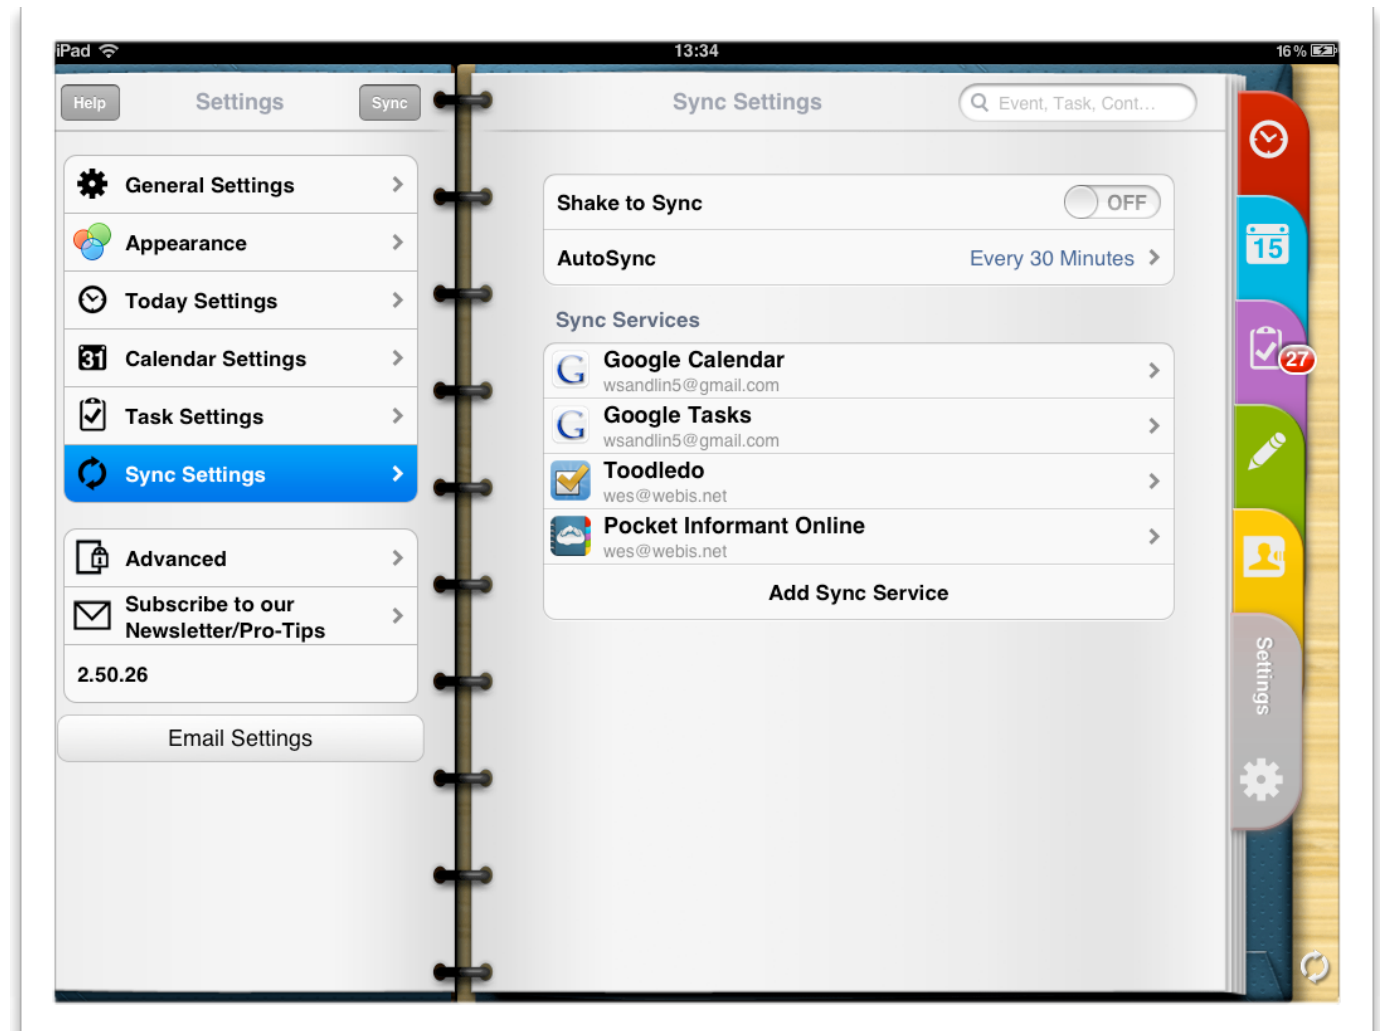 iPad
13:34
16%
Help
Settings
Sync
Sync Settings
Event, Task, Cont...
General Settings
Appearance
Today Settings
31
Calendar Settings
Task Settings
Sync Settings
Advanced
Subscribe to our
Newsletter/Pro-Tips
2.50.26
Email Settings
Shake to Sync
OFF
AutoSync
Every 30 Minutes
Sync Services
G
Google Calendar
wsandlin5@gmail.com
G
Google Tasks
wsandlin5@gmail.com
Toodledo
wes@webis.net
Pocket Informant Online
wes@webis.net
Add Sync Service
15
27
Settings